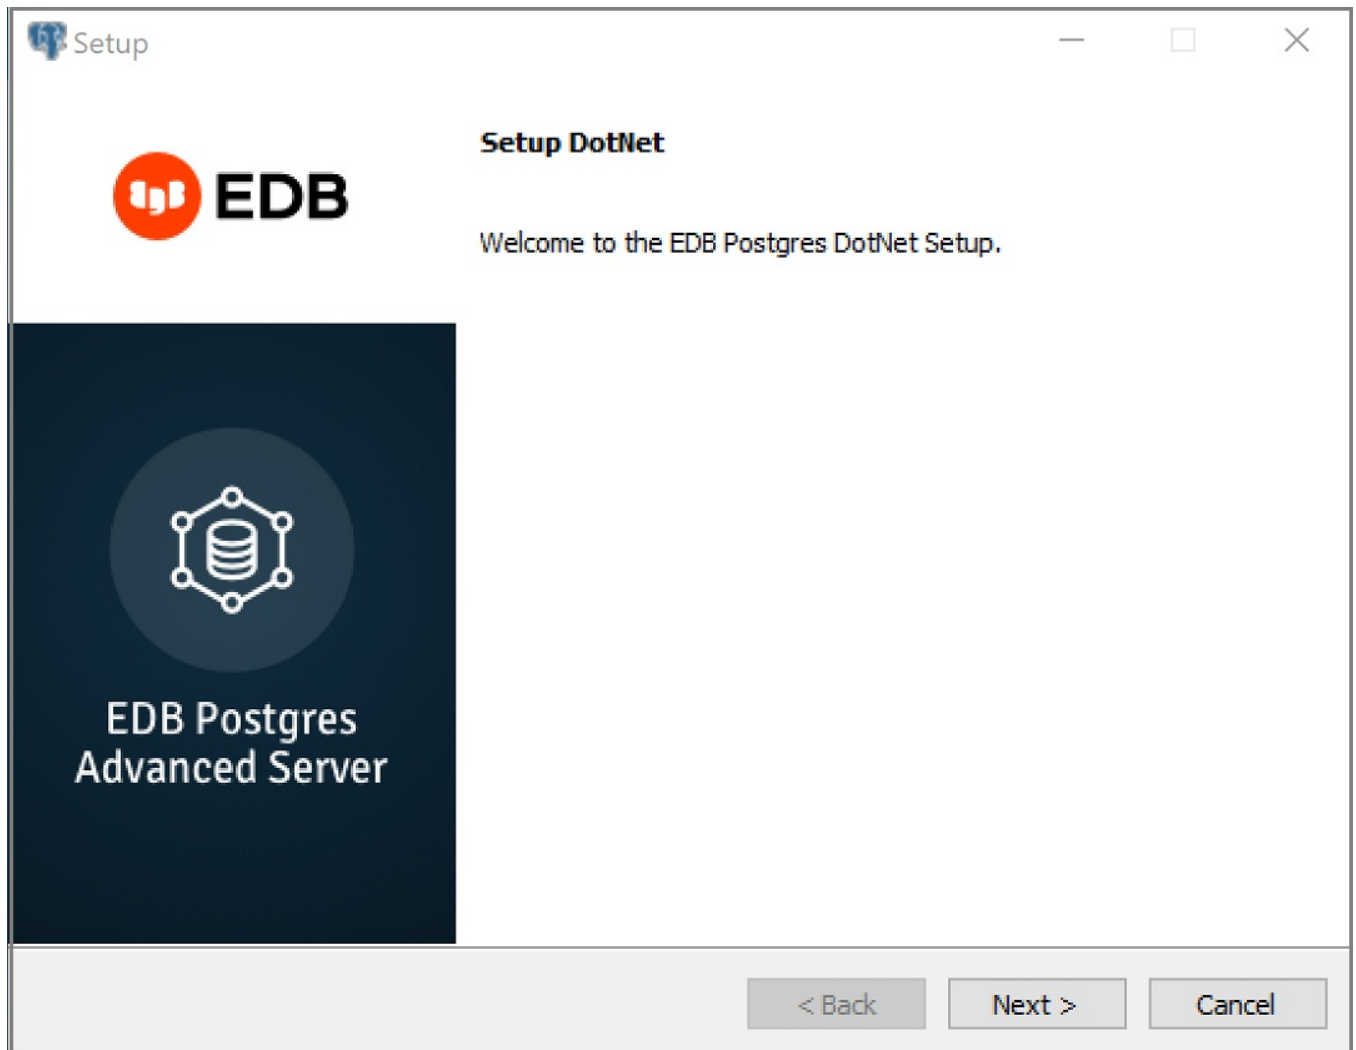 Setup
EDB
Setup DotNet
Welcome to the EDB Postgres DotNet Setup.
EDB Postgres
Advanced Server
< Back
Next >
Cancel